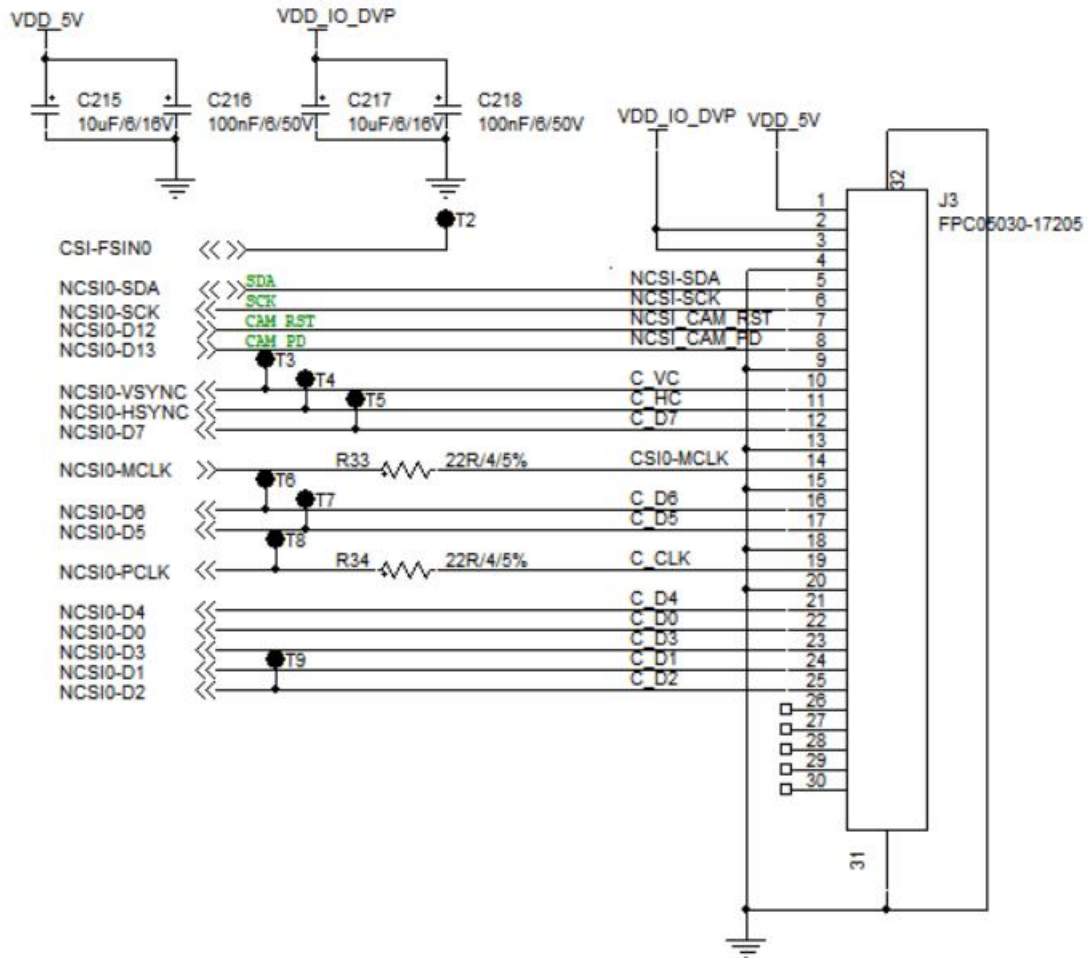 VDD_5V
VDD_IO_DVP
C215
10uF/6/16V
C216
100nF/6/50V
C217
10uF/6/16V
C218
100nF/6/50V
VDD_IO_DVP
VDD_5V
J3
FPC05030-17205
32
1
2
3
4
5
6
7
8
9
10
11
12
13
14
15
16
17
18
19
20
21
22
23
24
25
26
27
28
29
30
31
T2
CSI-FSIN0
NCSI0-SDA
SDA
NCSI-SDA
NCSI0-SCK
SCK
NCSI-SCK
NCSI0-D12
CAM_RST
NCSI_CAM_RST
NCSI0-D13
CAM_PD
NCSI_CAM_PD
T3
T4
T5
NCSI0-VSYNC
C_VC
NCSI0-HSYNC
C_HC
NCSI0-D7
C_D7
NCSI0-MCLK
R33
22R/4/5%
CSI0-MCLK
T6
T7
NCSI0-D6
C_D6
NCSI0-D5
C_D5
T8
NCSI0-PCLK
R34
22R/4/5%
C_CLK
NCSI0-D4
C_D4
NCSI0-D0
C_D0
NCSI0-D3
C_D3
T9
NCSI0-D1
C_D1
NCSI0-D2
C_D2